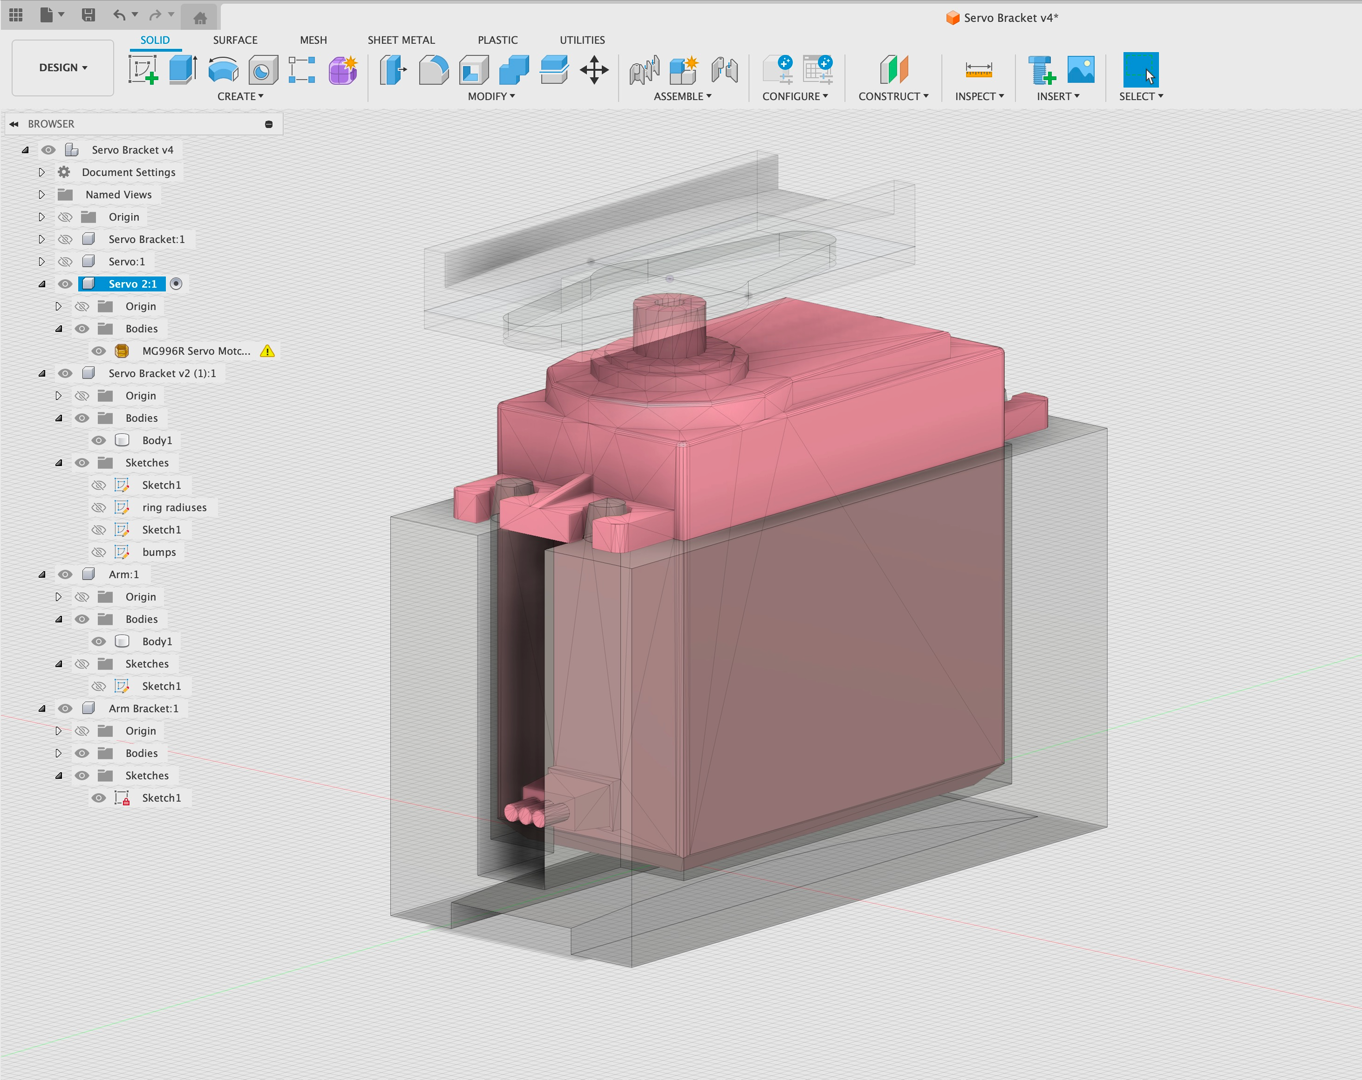 Servo Bracket v4*
SOLID SURFACE MESH SHEET METAL PLASTIC UTILITIES
DESIGN
CREATE MODIFY ASSEMBLE CONFIGURE CONSTRUCT INSPECT INSERT SELECT
BROWSER
Servo Bracket v4
Document Settings
Named Views
Origin
Servo Bracket:1
Servo:1
Servo 2:1
Origin
Bodies
MG996R Servo Motc...
Servo Bracket v2 (1):1
Origin
Bodies
Body1
Sketches
Sketch1
ring radiuses
Sketch1
bumps
Arm:1
Origin
Bodies
Body1
Sketches
Sketch1
Arm Bracket:1
Origin
Bodies
Sketches
Sketch1